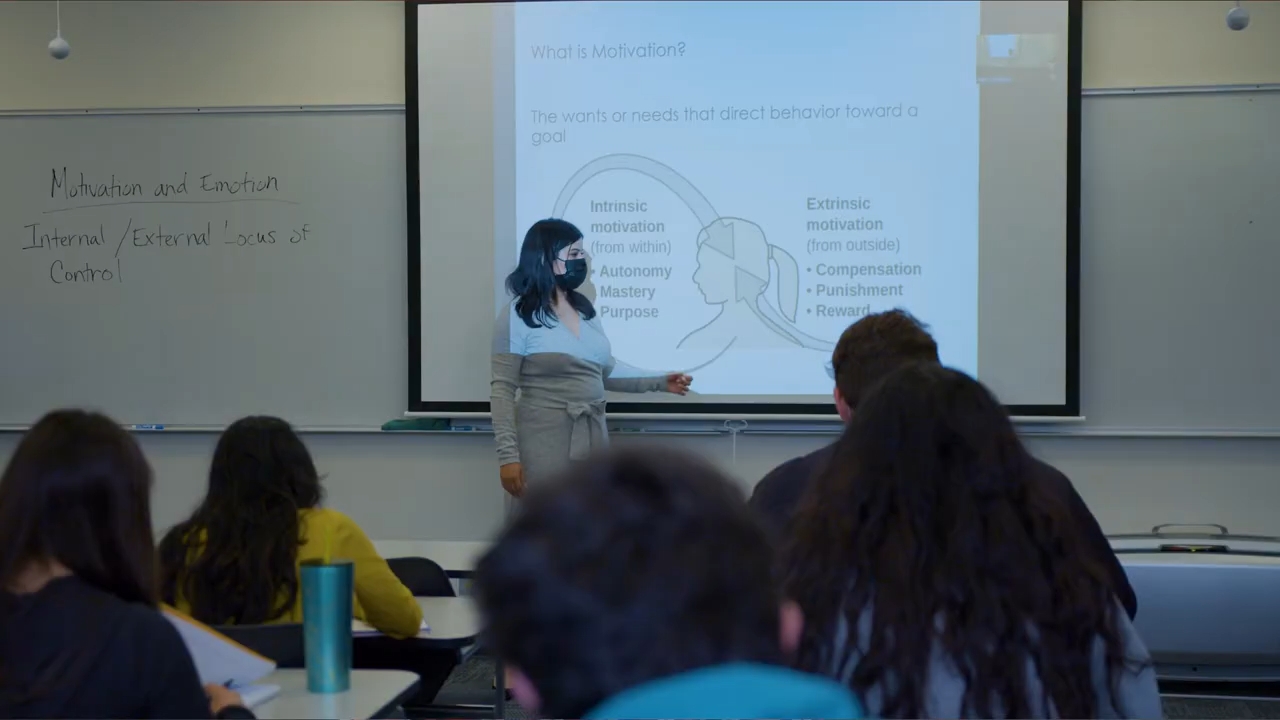 What is Motivation?
The wants or needs that direct behavior toward a
goal
Motivation and Emotion
Internal / External Locus of
Control
Intrinsic
motivation
(from within)
• Autonomy
Mastery
Purpose
Extrinsic
motivation
(from outside)
• Compensation
• Punishment
• Reward